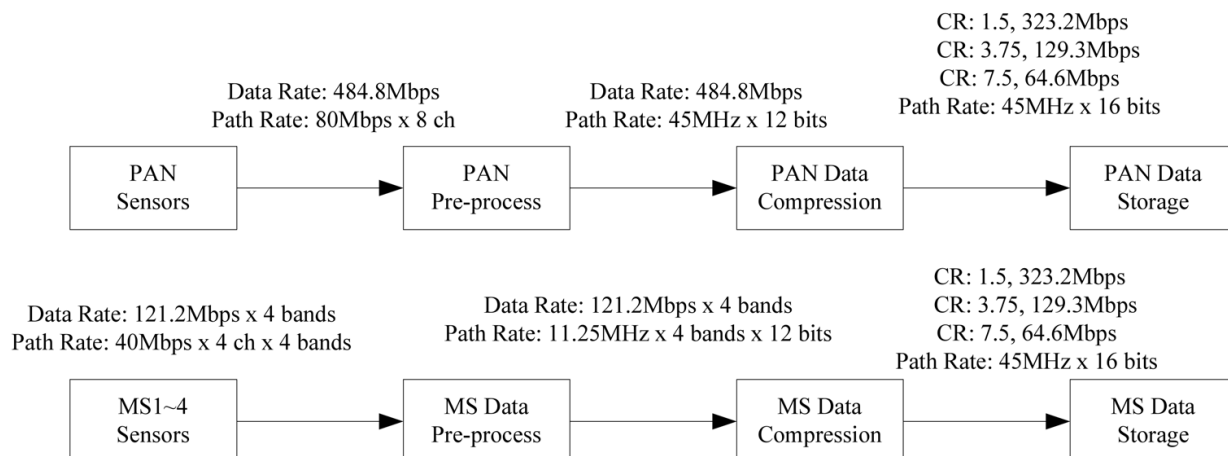 CR: 1.5, 323.2Mbps
CR: 3.75, 129.3Mbps
CR: 7.5, 64.6Mbps
Path Rate: 45MHz x 16 bits
Data Rate: 484.8Mbps
Path Rate: 80Mbps x 8 ch
Data Rate: 484.8Mbps
Path Rate: 45MHz x 12 bits
PAN
Sensors
PAN
Pre-process
PAN Data
Compression
PAN Data
Storage
CR: 1.5, 323.2Mbps
CR: 3.75, 129.3Mbps
CR: 7.5, 64.6Mbps
Path Rate: 45MHz x 16 bits
Data Rate: 121.2Mbps x 4 bands
Path Rate: 40Mbps x 4 ch x 4 bands
Data Rate: 121.2Mbps x 4 bands
Path Rate: 11.25MHz x 4 bands x 12 bits
MS1~4
Sensors
MS Data
Pre-process
MS Data
Compression
MS Data
Storage